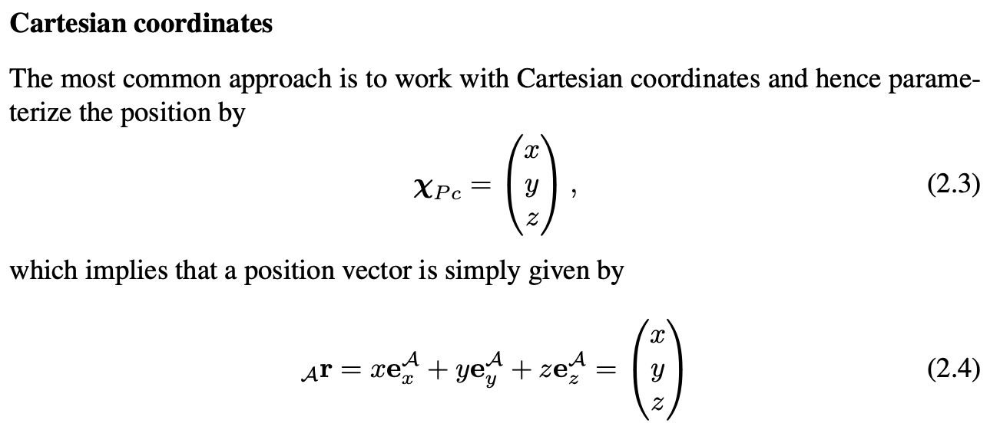 Cartesian coordinates
The most common approach is to work with Cartesian coordinates and hence parame-
terize the position by
$\boldsymbol{\chi}_{Pc} = \begin{pmatrix} x \\ y \\ z \end{pmatrix},$ (2.3)
which implies that a position vector is simply given by
${}_{\mathcal{A}}\mathbf{r} = x\mathbf{e}_x^{\mathcal{A}} + y\mathbf{e}_y^{\mathcal{A}} + z\mathbf{e}_z^{\mathcal{A}} = \begin{pmatrix} x \\ y \\ z \end{pmatrix}$ (2.4)